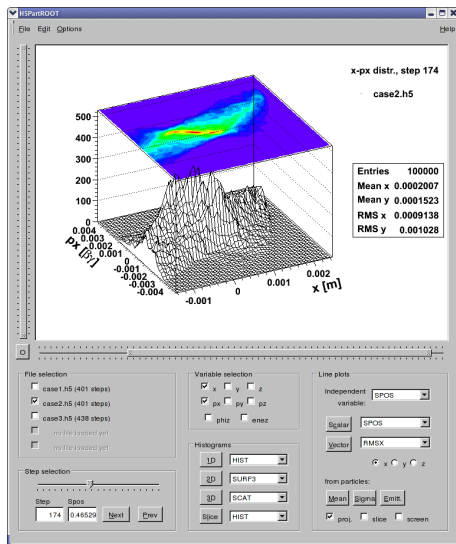 H5PartROOT
File Edit Options Help
x-px distr., step 174
case2.h5
500
400
300
200
100
0
0.004
0.003
0.002
0.001
0
-0.001
-0.002
-0.003
-0.004
px [βγ]
-0.001
0
0.001
0.002
x [m]
Entries 100000
Mean x 0.0002007
Mean y 0.0001523
RMS x 0.0009138
RMS y 0.001028
File selection
case1.h5 (401 steps)
case2.h5 (401 steps)
case3.h5 (438 steps)
no file loaded yet
no file loaded yet
Step selection
Step Spos
174 0.46529 Next Prev
Variable selection
x y z
px py pz
phiz enez
Histograms
1D HIST
2D SURF3
3D SCAT
Slice HIST
Line plots
Independent variable: SPOS
Scalar SPOS
Vector RMSX
x y z
from particles:
Mean Sigma Emitt.
proj. slice screen